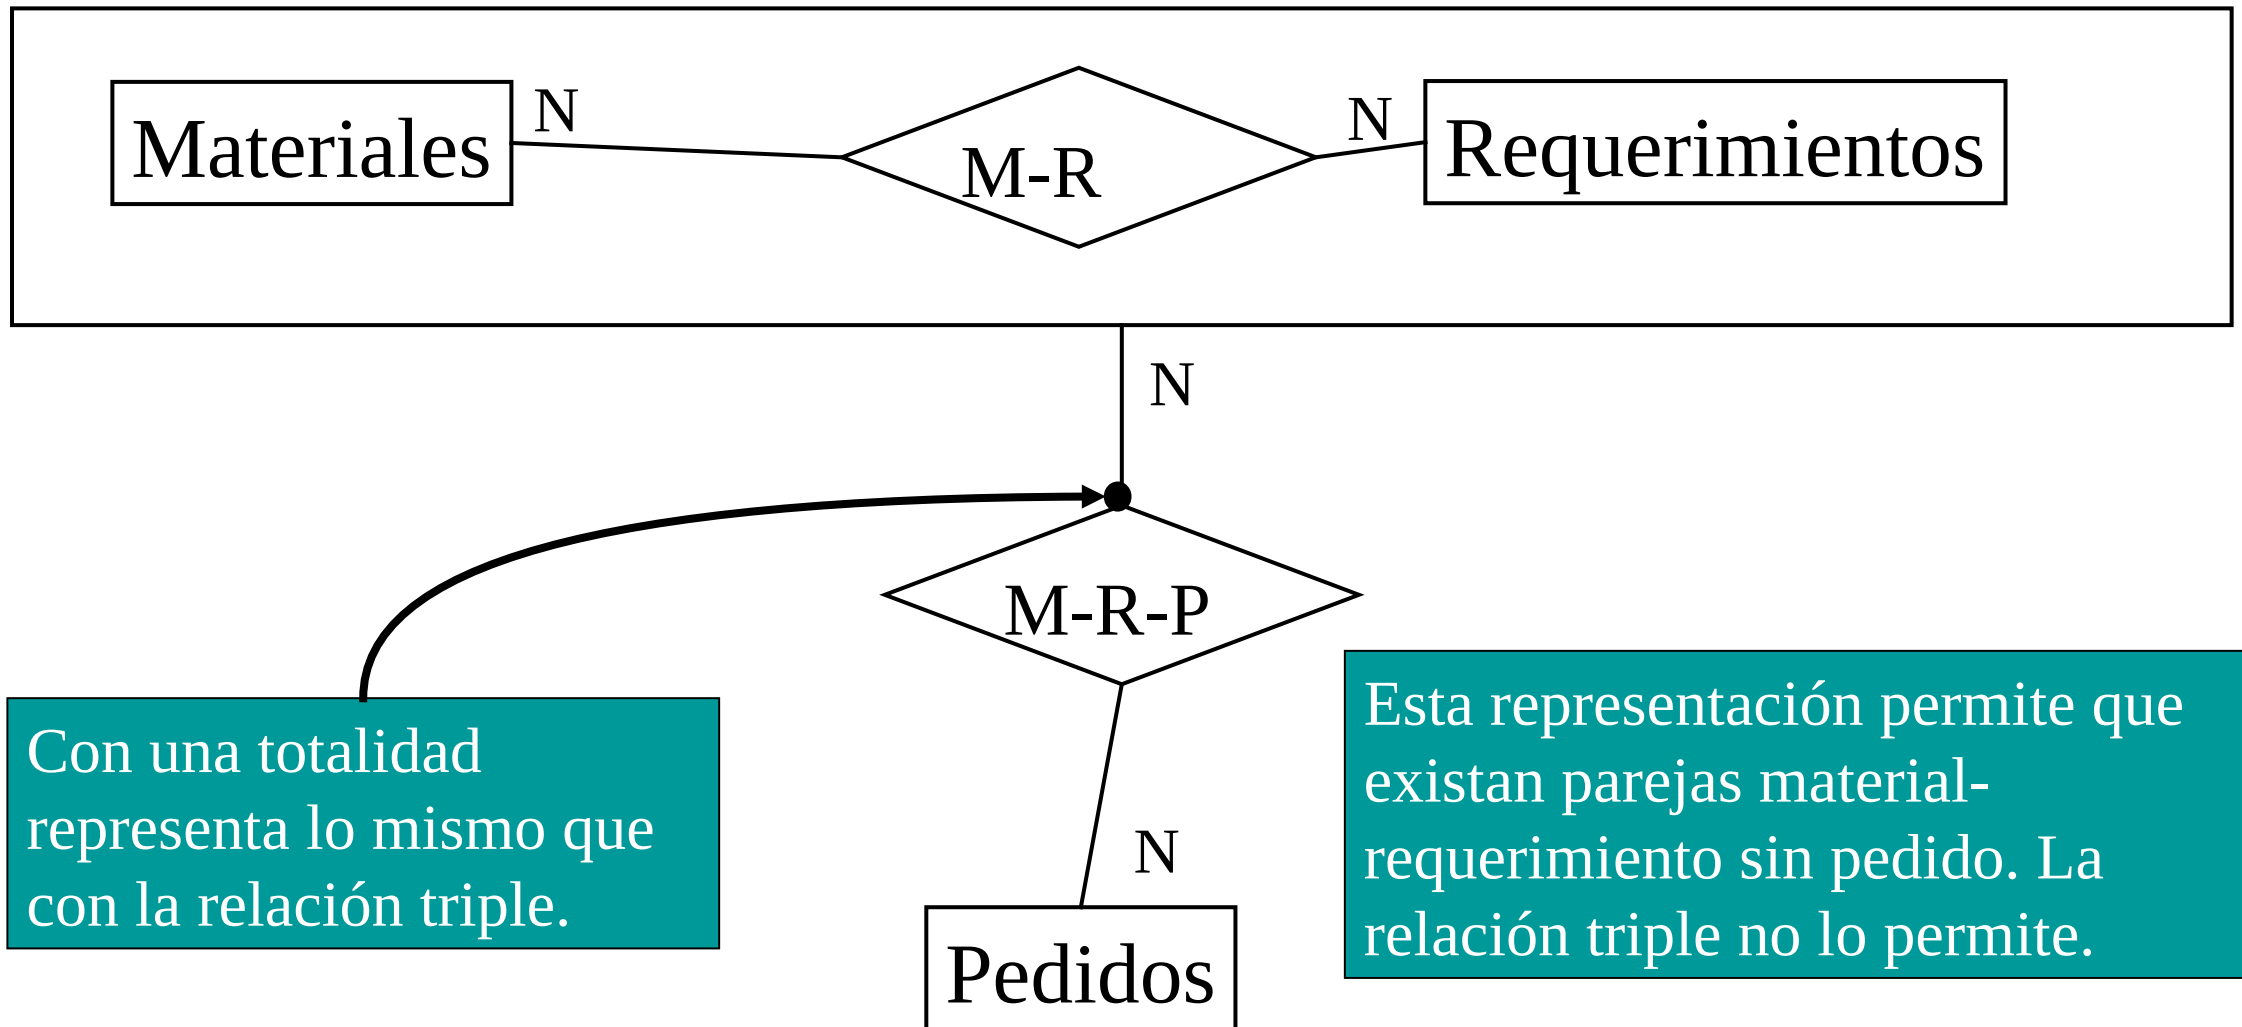 Materiales
N
M-R
N
Requerimientos
N
M-R-P
Con una totalidad
representa lo mismo que
con la relación triple.
Esta representación permite que
existan parejas material-
requerimiento sin pedido. La
relación triple no lo permite.
N
Pedidos